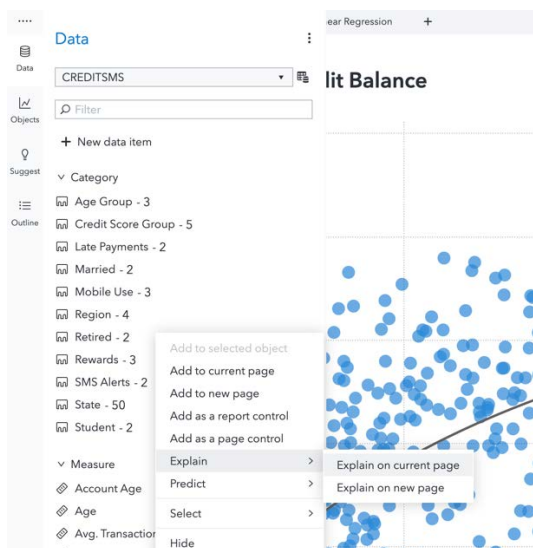 Data
Objects
Suggest
Outline
Data
CREDITSMS
Filter
+ New data item
Category
Age Group - 3
Credit Score Group - 5
Late Payments - 2
Married - 2
Mobile Use - 3
Region - 4
Retired - 2
Rewards - 3
SMS Alerts - 2
State - 50
Student - 2
Measure
Account Age
Age
Avg. Transaction
Add to selected object
Add to current page
Add to new page
Add as a report control
Add as a page control
Explain
Predict
Select
Hide
Explain on current page
Explain on new page
ear Regression +
lit Balance